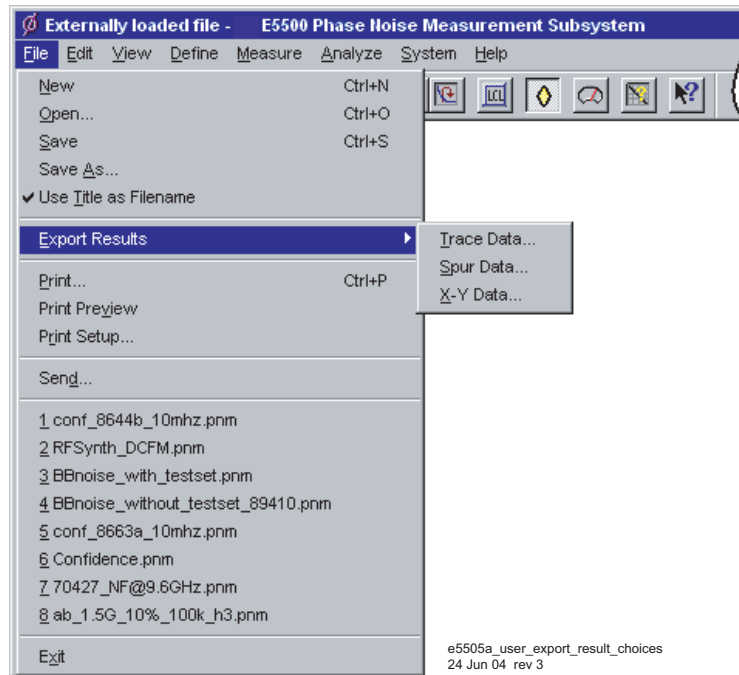 Externally loaded file - E5500 Phase Noise Measurement Subsystem
File Edit View Define Measure Analyze System Help
New Ctrl+N
Open... Ctrl+O
LCL
Save Ctrl+S
Save As...
Use Title as Filename
Export Results
Trace Data...
Spur Data...
X-Y Data...
Print... Ctrl+P
Print Preview
Print Setup...
Send...
1 conf_8644b_10mhz.pnm
2 RFSynth_DCFM.pnm
3 BBnoise_with_testset.pnm
4 BBnoise_without_testset_89410.pnm
5 conf_8663a_10mhz.pnm
6 Confidence.pnm
7 70427_NF@9.6GHz.pnm
8 ab_1.5G_10%_100k_h3.pnm
Exit
e5505a_user_export_result_choices
24 Jun 04 rev 3